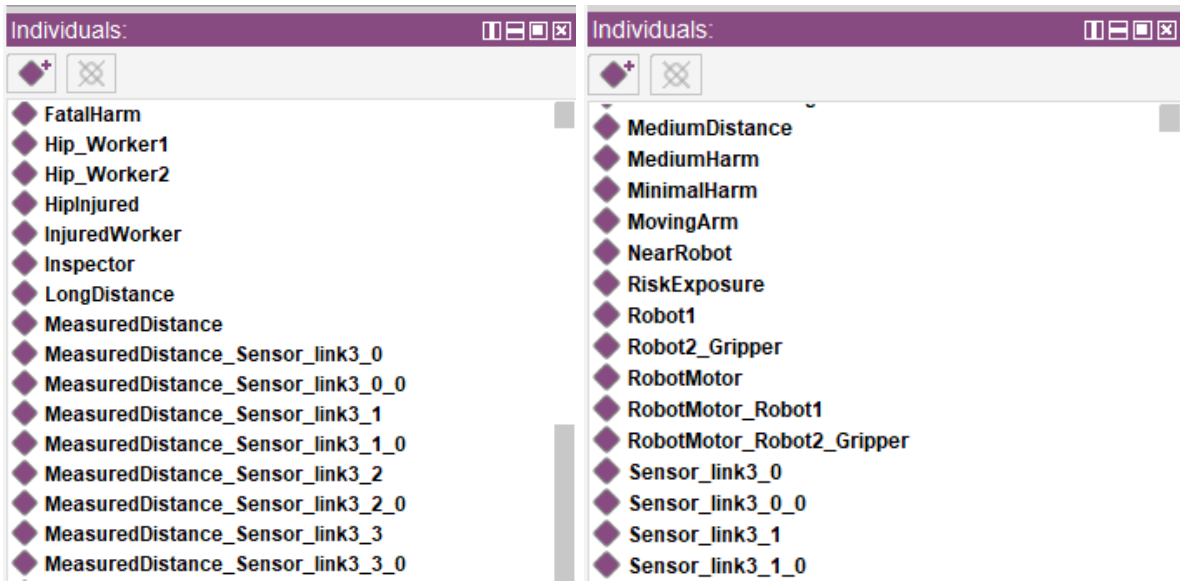 Individuals:
FatalHarm
Hip_Worker1
Hip_Worker2
HipInjured
InjuredWorker
Inspector
LongDistance
MeasuredDistance
MeasuredDistance_Sensor_link3_0
MeasuredDistance_Sensor_link3_0_0
MeasuredDistance_Sensor_link3_1
MeasuredDistance_Sensor_link3_1_0
MeasuredDistance_Sensor_link3_2
MeasuredDistance_Sensor_link3_2_0
MeasuredDistance_Sensor_link3_3
MeasuredDistance_Sensor_link3_3_0
Individuals:
MediumDistance
MediumHarm
MinimalHarm
MovingArm
NearRobot
RiskExposure
Robot1
Robot2_Gripper
RobotMotor
RobotMotor_Robot1
RobotMotor_Robot2_Gripper
Sensor_link3_0
Sensor_link3_0_0
Sensor_link3_1
Sensor_link3_1_0